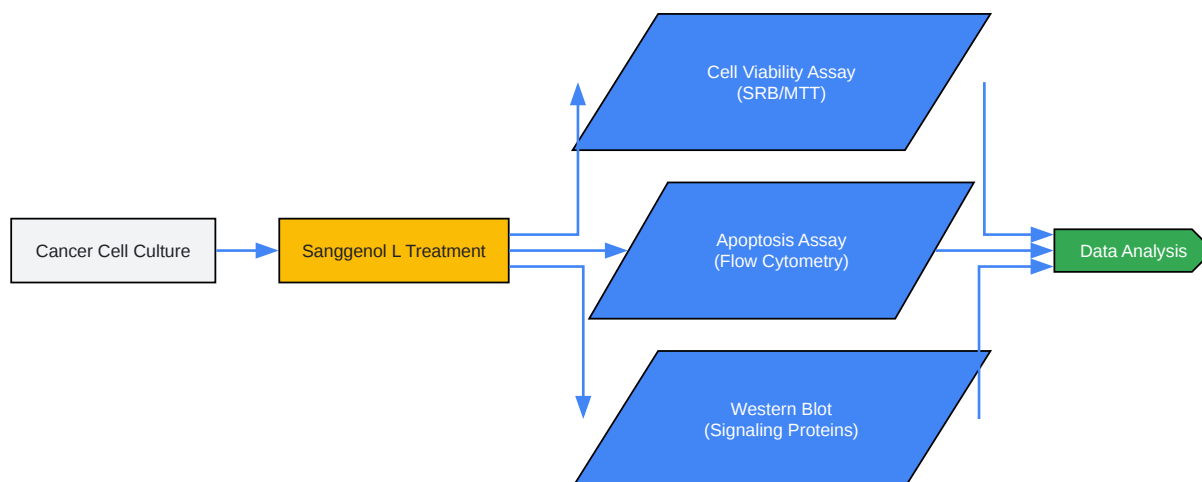 Cell Viability Assay
(SRB/MTT)
Cancer Cell Culture
Sanggenol L Treatment
Apoptosis Assay
(Flow Cytometry)
Data Analysis
Western Blot
(Signaling Proteins)